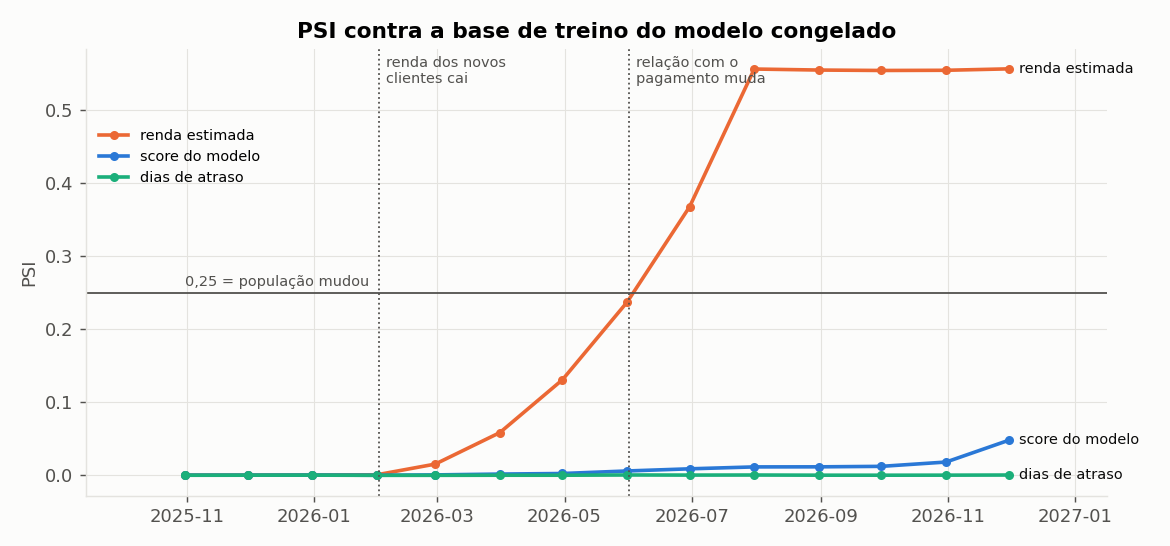 PSI contra a base de treino do modelo congelado
renda dos novos
clientes cai
relação com o
pagamento muda
renda estimada
renda estimada
score do modelo
dias de atraso
0,25 = população mudou
PSI
0.5
0.4
0.3
0.2
0.1
0.0
score do modelo
dias de atraso
2025-11
2026-01
2026-03
2026-05
2026-07
2026-09
2026-11
2027-01